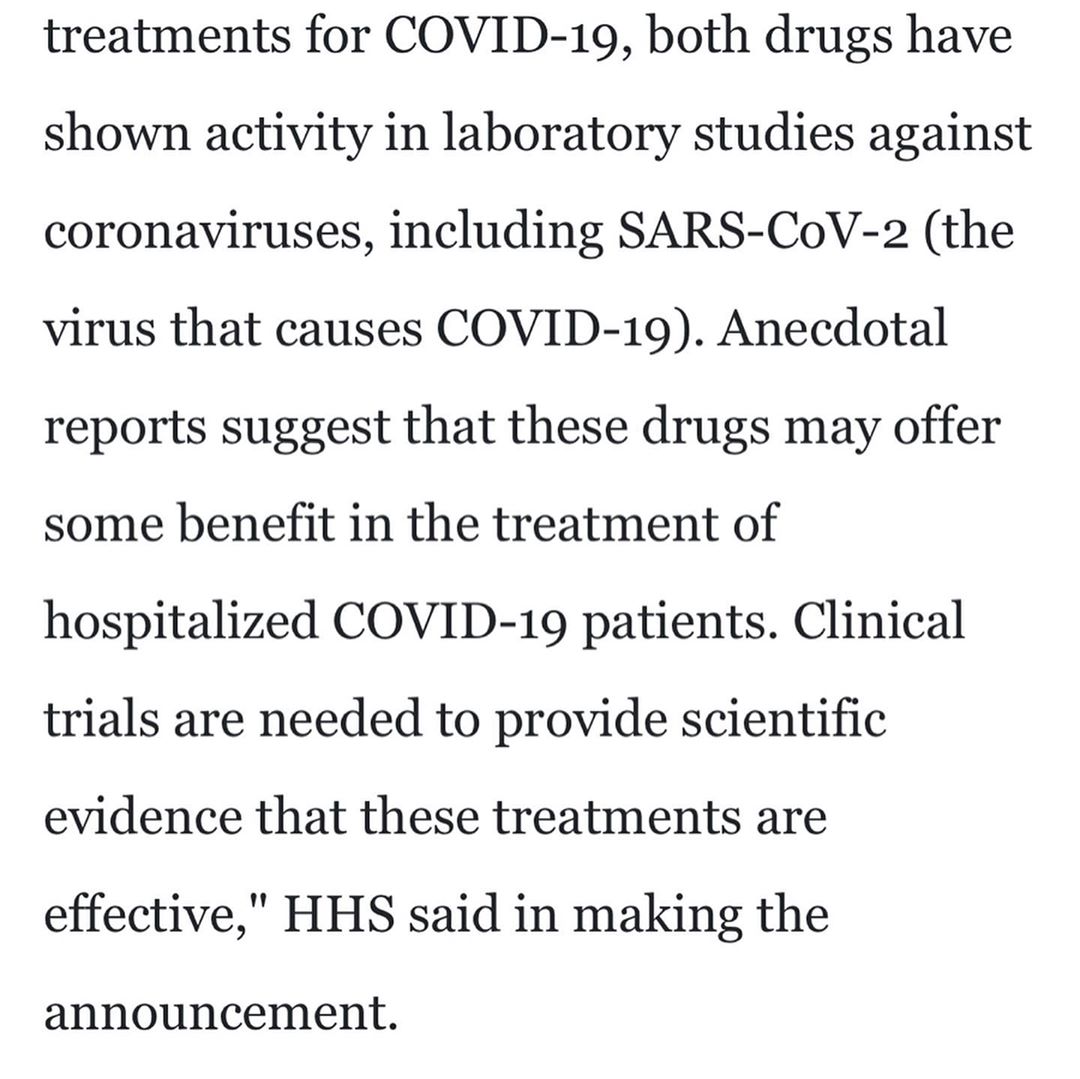 treatments for COVID-19, both drugs have
shown activity in laboratory studies against
coronaviruses, including SARS-CoV-2 (the
virus that causes COVID-19). Anecdotal
reports suggest that these drugs may offer
some benefit in the treatment of
hospitalized COVID-19 patients. Clinical
trials are needed to provide scientific
evidence that these treatments are
effective," HHS said in making the
announcement.